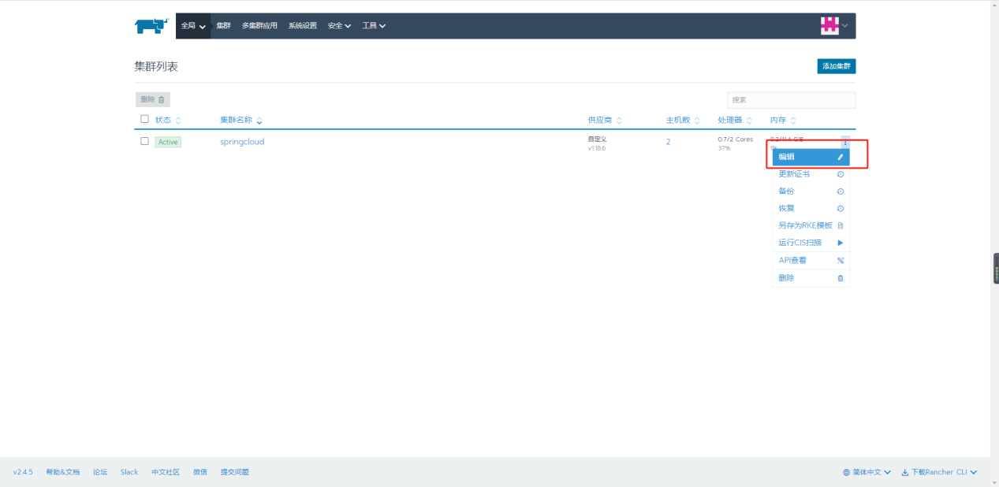 全局 集群 多集群应用 系统设置 安全 工具
集群列表 添加集群
删除 搜索
状态 集群名称 供应商 主机数 处理器 内存
Active springcloud 自定义 2 0.7/2 Cores 0.2/11.4 GiB
v1.18.6 37% 1%
编辑
更新证书
备份
恢复
另存为RKE模板
运行CIS扫描
API查看
删除
v2.4.5 帮助&文档 论坛 Slack 中文社区 微信 提交问题 简体中文 下载Rancher CLI